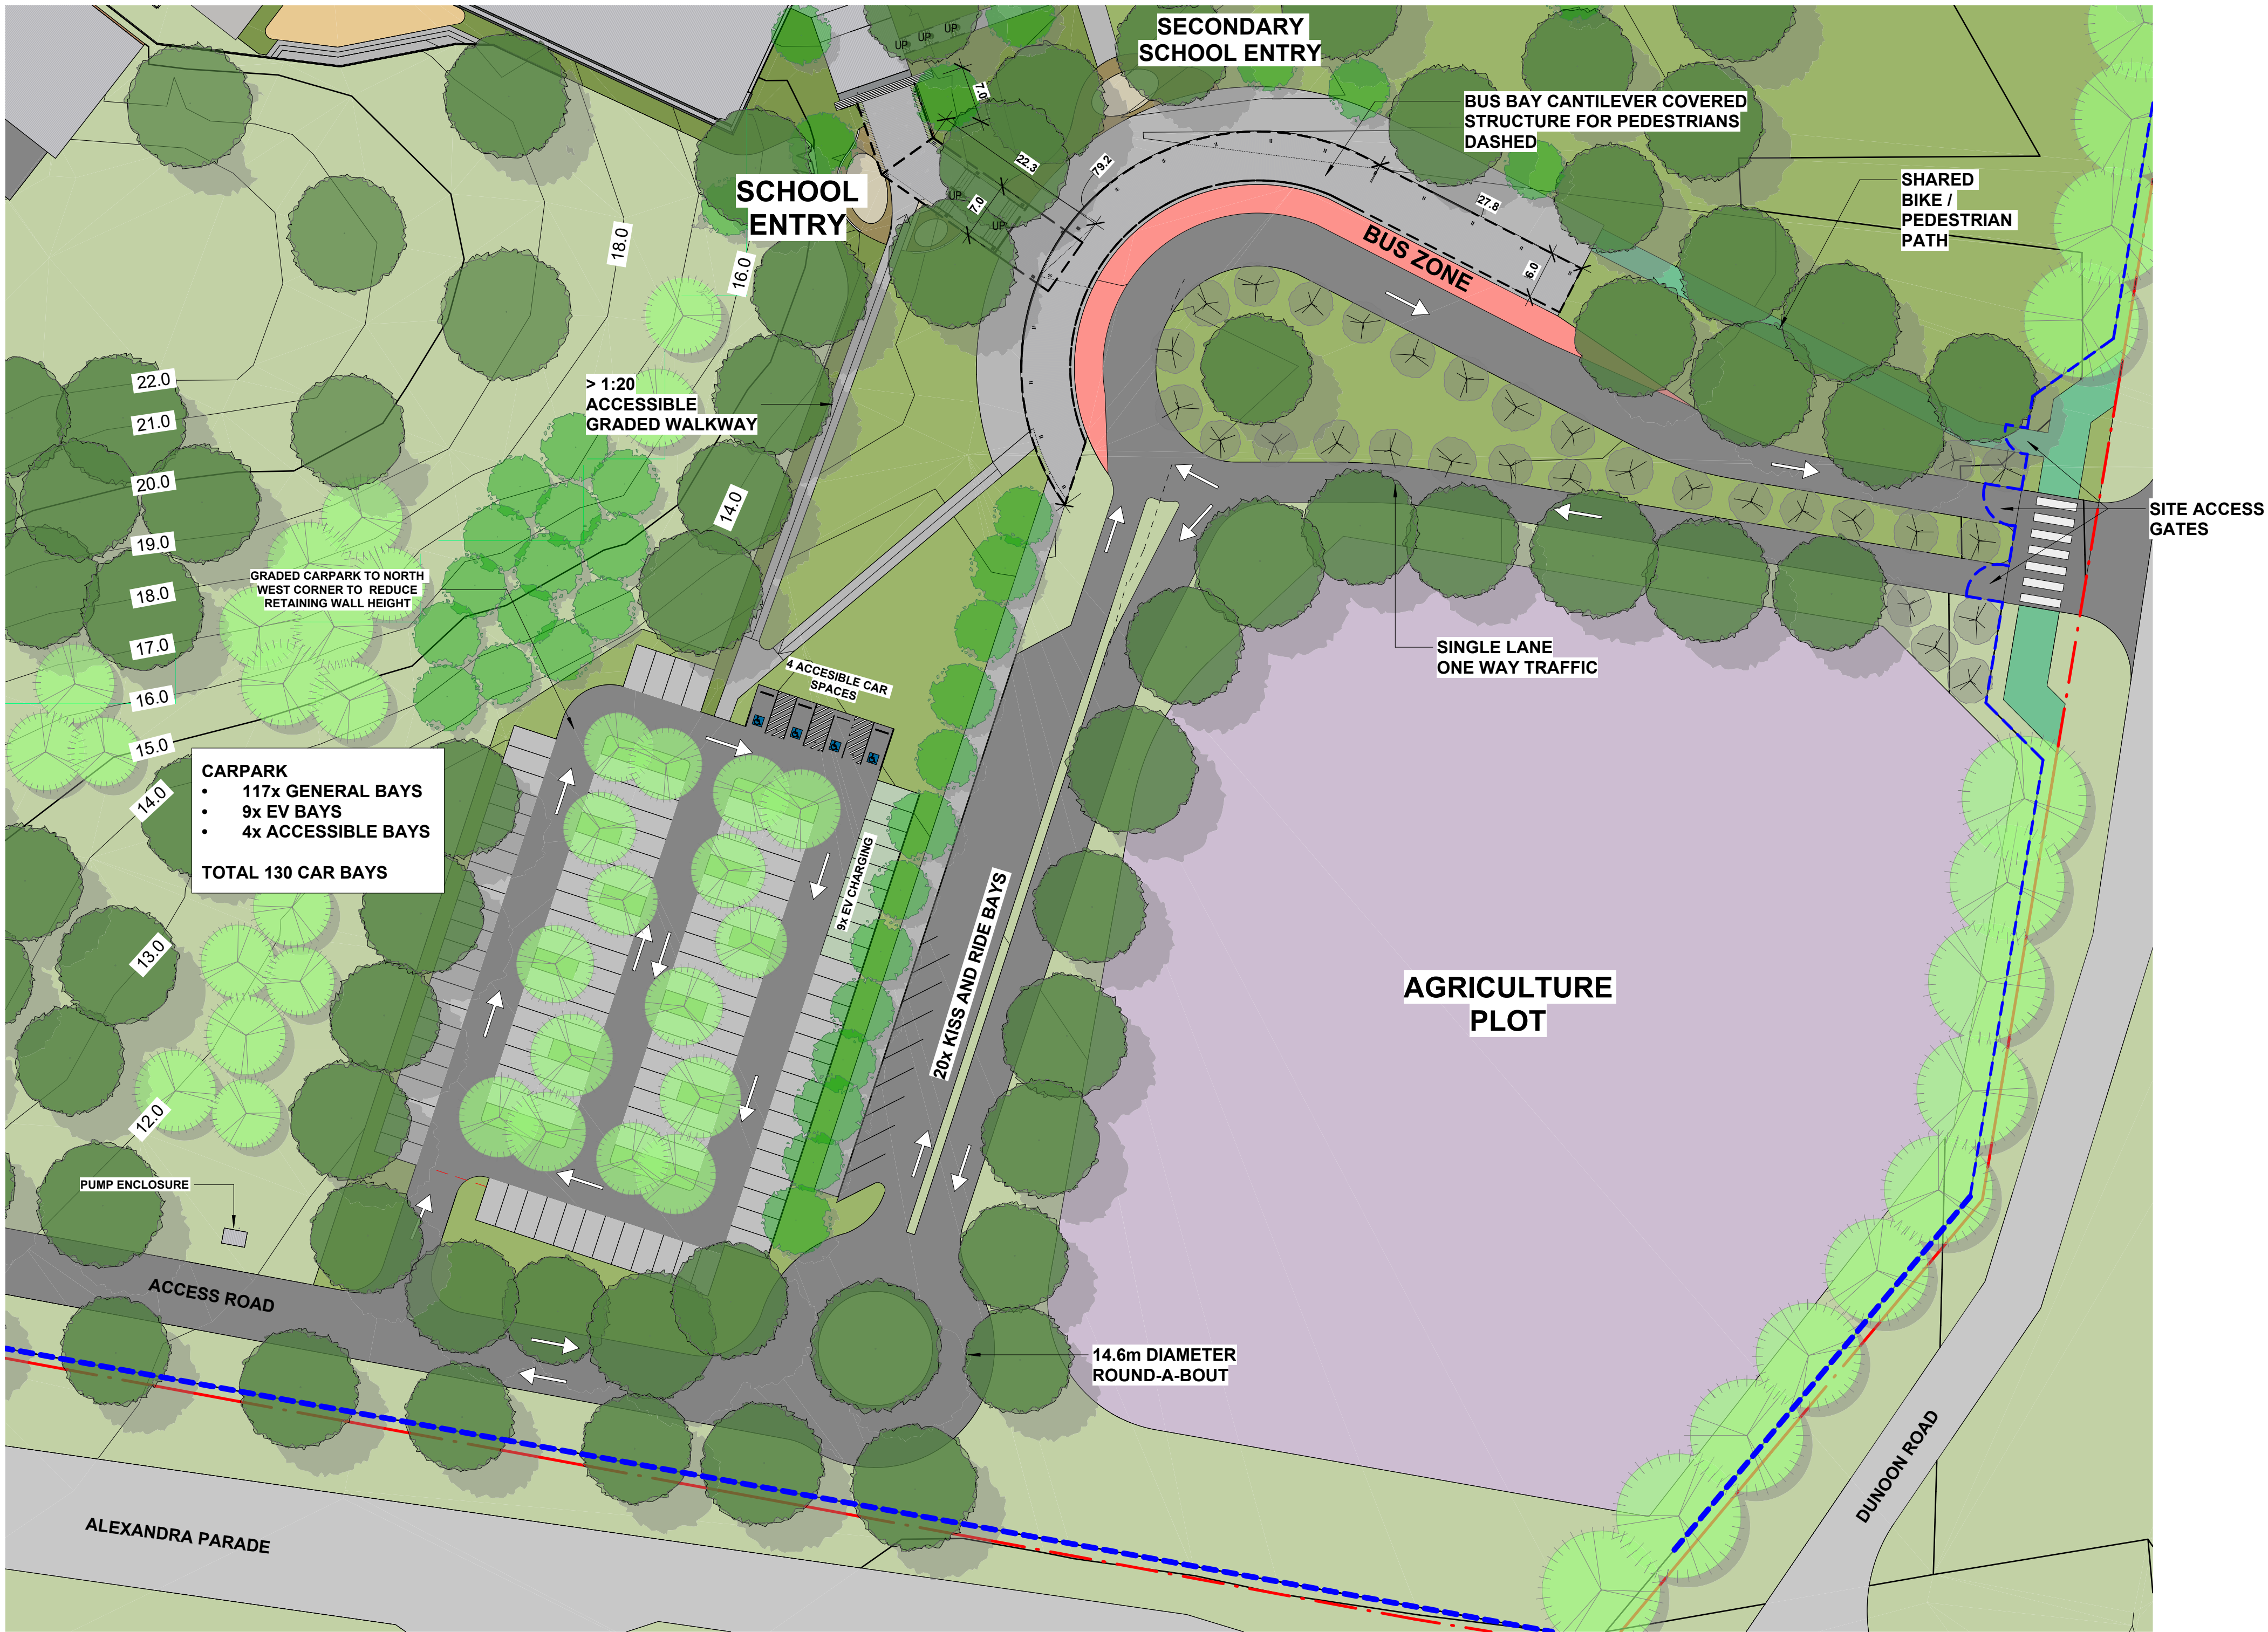 SECONDARY
SCHOOL ENTRY
UP
UP
UP
7.0
BUS BAY CANTILEVER COVERED
STRUCTURE FOR PEDESTRIANS
DASHED
22.3
79.2
SCHOOL
ENTRY
UP
7.0
UP
27.8
SHARED
BIKE /
PEDESTRIAN
PATH
18.0
16.0
BUS ZONE
6.0
22.0
21.0
20.0
19.0
18.0
17.0
16.0
15.0
14.0
13.0
12.0
> 1:20
ACCESSIBLE
GRADED WALKWAY
14.0
SITE ACCESS
GATES
GRADED CARPARK TO NORTH
WEST CORNER TO REDUCE
RETAINING WALL HEIGHT
SINGLE LANE
ONE WAY TRAFFIC
4 ACCESIBLE CAR
SPACES
CARPARK
• 117x GENERAL BAYS
• 9x EV BAYS
• 4x ACCESSIBLE BAYS
TOTAL 130 CAR BAYS
9x EV CHARGING
20x KISS AND RIDE BAYS
AGRICULTURE
PLOT
PUMP ENCLOSURE
ACCESS ROAD
14.6m DIAMETER
ROUND-A-BOUT
DUNOON ROAD
ALEXANDRA PARADE